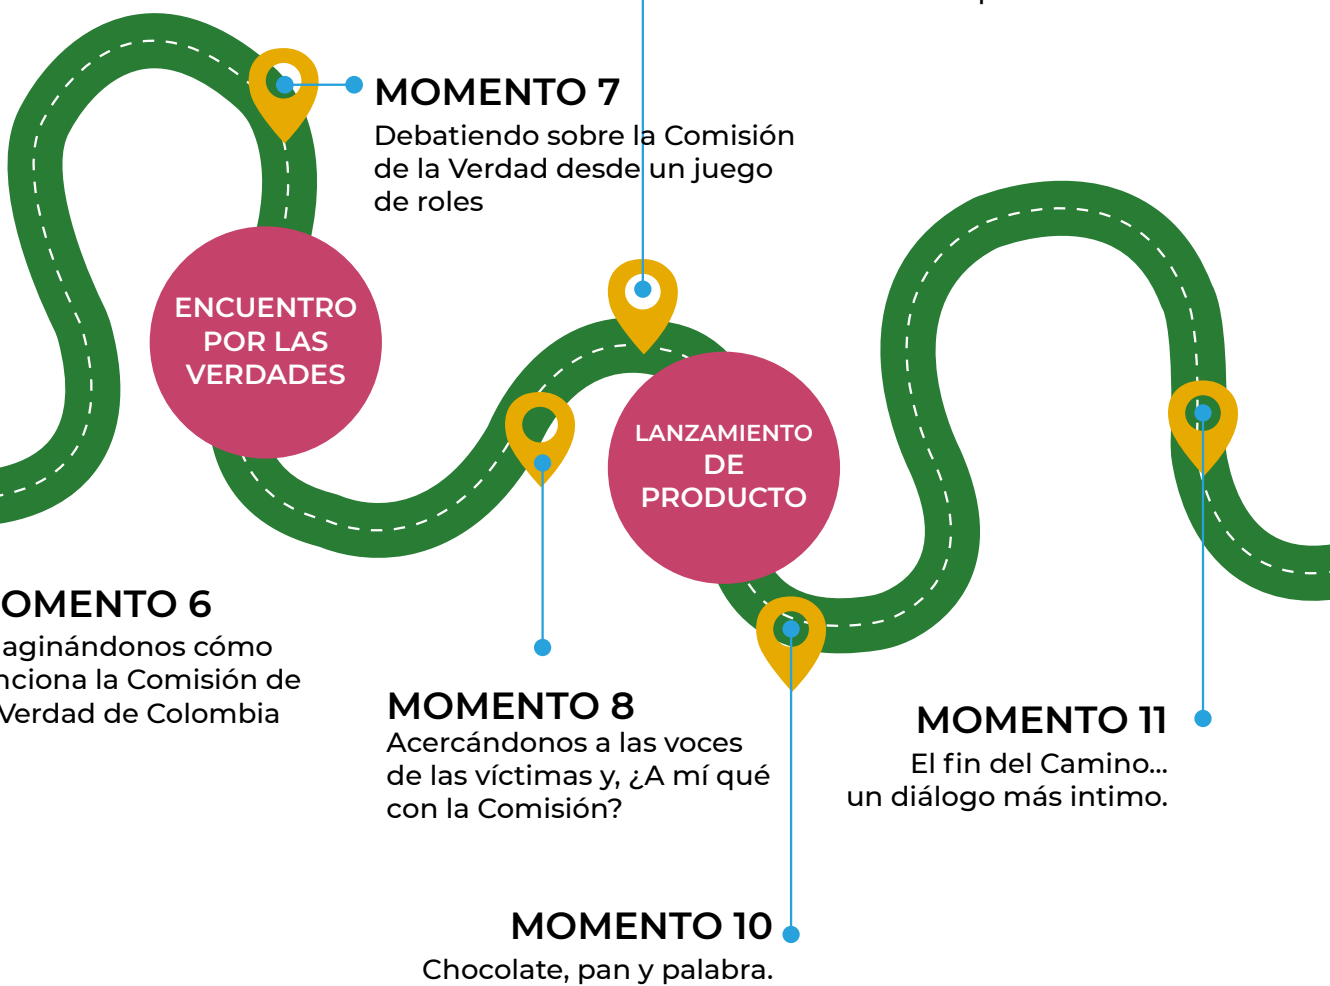 MOMENTO 7
Debatiendo sobre la Comisión
de la Verdad desde un juego
de roles
ENCUENTRO
POR LAS
VERDADES
LANZAMIENTO
DE
PRODUCTO
OMENTO 6
aginándonos cómo
nciona la Comisión de
Verdad de Colombia
MOMENTO 8
Acercándonos a las voces
de las víctimas y, ¿A mí qué
con la Comisión?
MOMENTO 11
El fin del Camino...
un diálogo más intimo.
MOMENTO 10
Chocolate, pan y palabra.